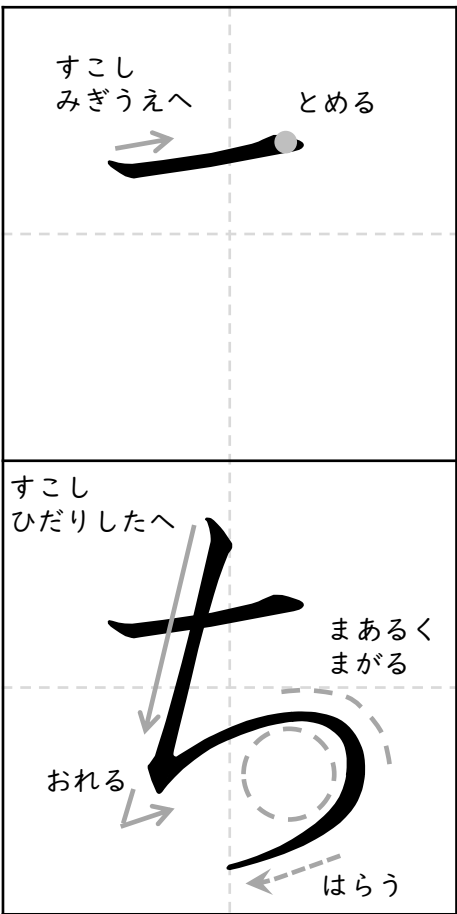 すこし
みぎうえへ
とめる
すこし
ひだりしたへ
ち
まあるく
まがる
おれる
はらう